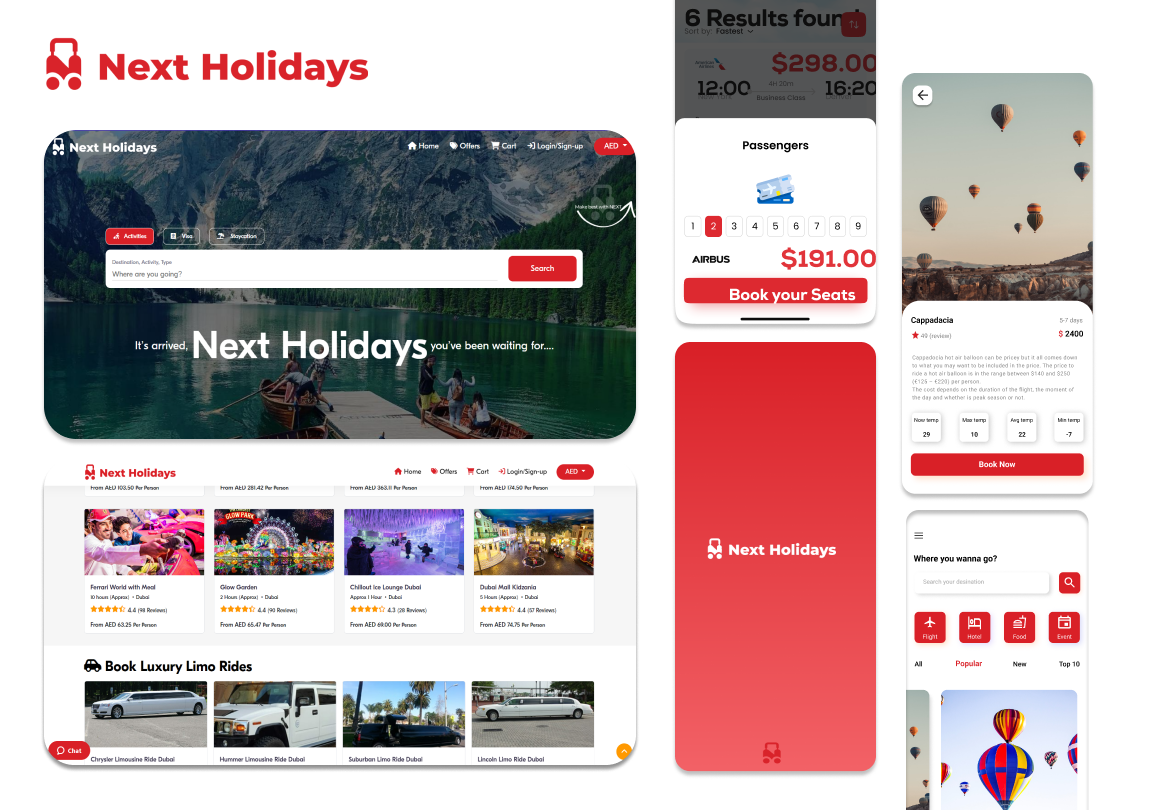 Next Holidays
Next Holidays
Home
Offers
Cart
Login/Sign-up
AED
Make best with NEXT
Activities
Visa
Staycation
Destination, Activity, Type
Where are you going?
Search
It's arrived, Next Holidays you've been waiting for....
Next Holidays
Home
Offers
Cart
Login/Sign-up
AED
From AED 103.50 Per Person
From AED 281.42 Per Person
From AED 363.11 Per Person
From AED 174.50 Per Person
GLOW PARK
Ferrari World with Meal
10 hours (Approx) • Dubai
4.4 (98 Reviews)
From AED 63.25 Per Person
Glow Garden
2 Hours (Approx) • Dubai
4.4 (90 Reviews)
From AED 65.47 Per Person
Chillout Ice Lounge Dubai
Approx 1 Hour • Dubai
4.3 (28 Reviews)
From AED 69.00 Per Person
Dubai Mall Kidzania
5 Hours (Approx) • Dubai
4.4 (57 Reviews)
From AED 74.75 Per Person
Book Luxury Limo Rides
Chat
Chrysler Limousine Ride Dubai
Hummer Limousine Ride Dubai
Suburban Limo Ride Dubai
Lincoln Limo Ride Dubai
6 Results found
Sort by: Fastest
American Airlines
$298.00
4H 20m
12:00
16:20
Business Class
Passengers
1 2 3 4 5 6 7 8 9
AIRBUS
$191.00
Book your Seats
Next Holidays
Cappadacia
5-7 days
49 (review)
$ 2400
Cappadocia hot air balloon can be pricey but it all comes down
to what you may want to be included in the price. The price to
ride a hot air balloon is in the range between $140 and $250
(€125 – €220) per person.
The cost depends on the duration of the flight, the moment of
the day and whether is peak season or not.
Now temp
29
Max temp
10
Avg temp
22
Min temp
-7
Book Now
Where you wanna go?
Search your desination
Flight
Hotel
Food
Event
All
Popular
New
Top 10